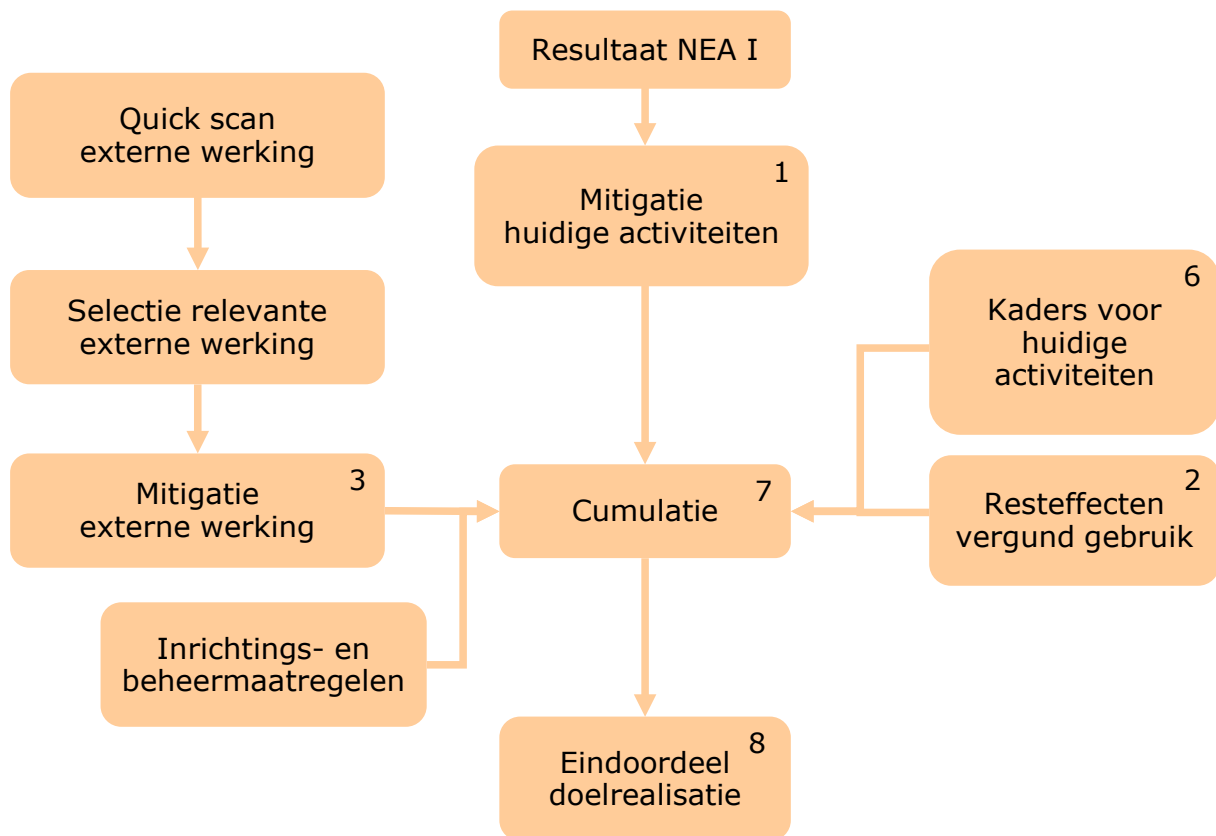 Resultaat NEA I
Quick scan
externe werking
1
Mitigatie
huidige activiteiten
Selectie relevante
externe werking
6
Kaders voor
huidige
activiteiten
3
Mitigatie
externe werking
7
Cumulatie
2
Resteffecten
vergund gebruik
Inrichtings- en
beheermaatregelen
8
Eindoordeel
doelrealisatie